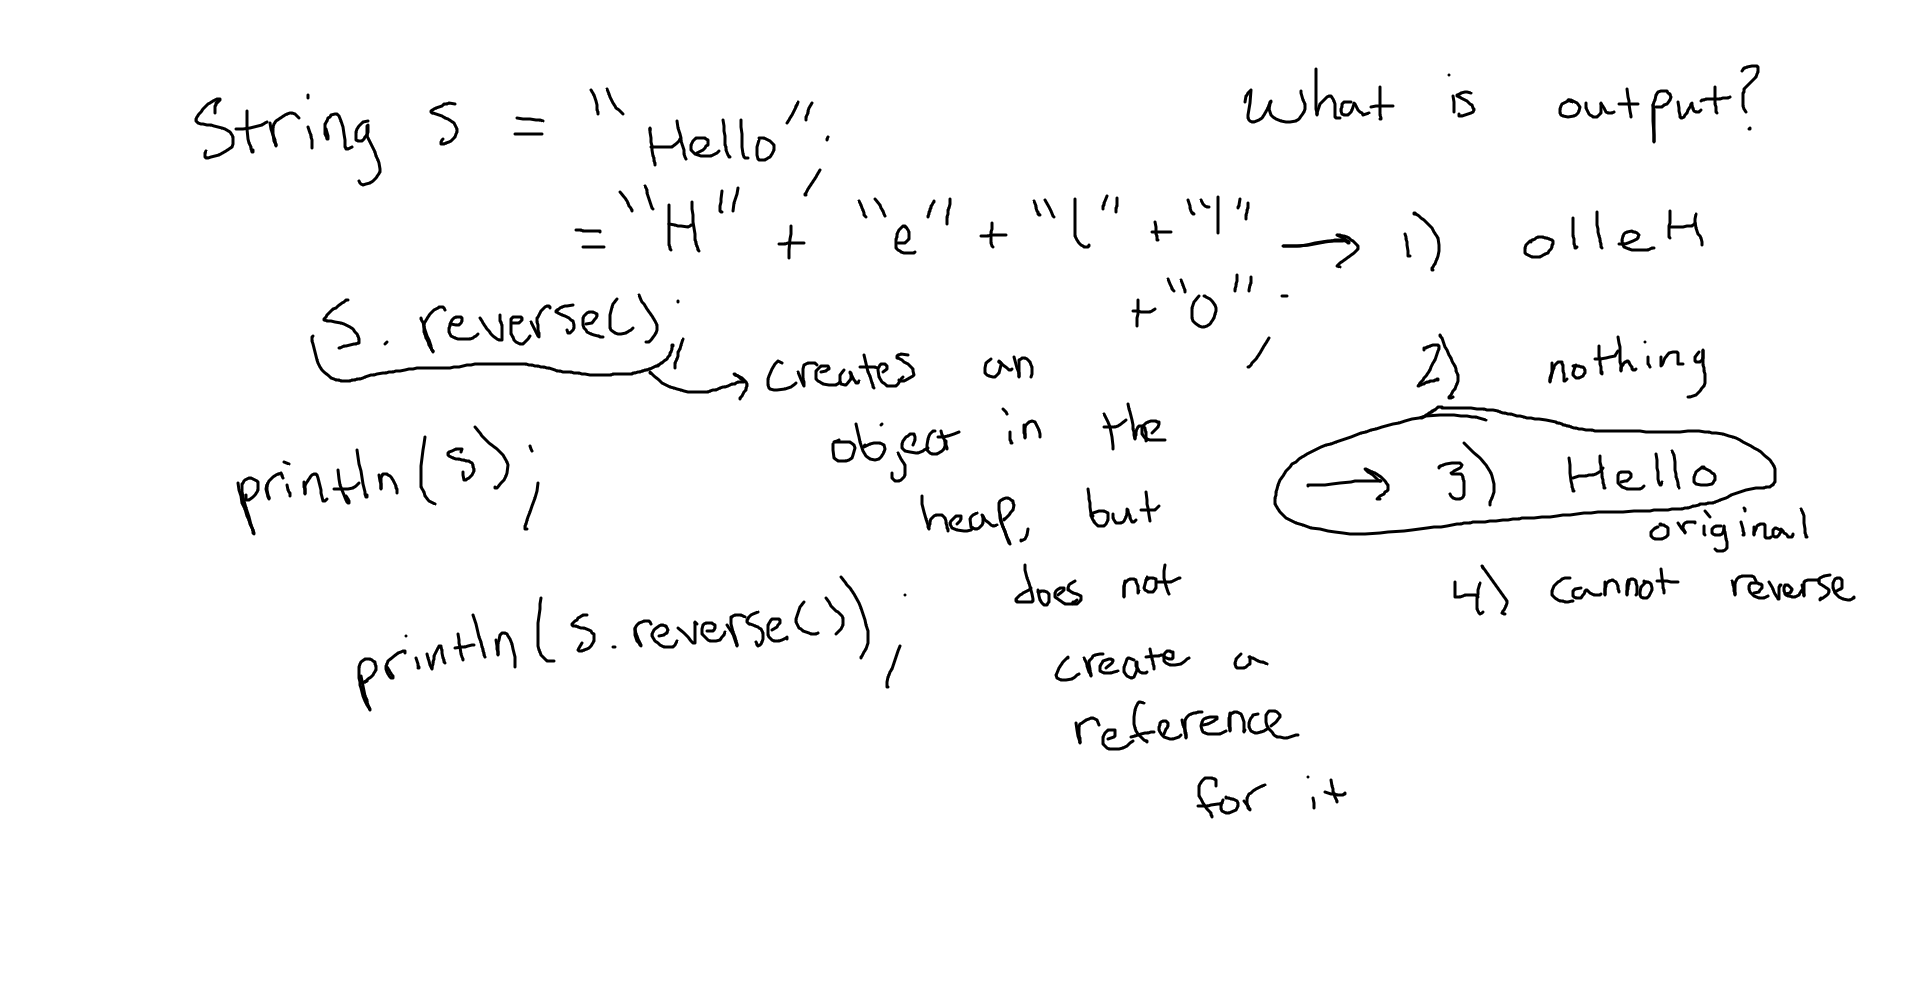 String s = "Hello";
= "H" + "e" + "l" + "l"
+ "o";
s.reverse();
println(s);
println(s.reverse());
creates an
object in the
heap, but
does not
create a
reference
for it
What is output?
1) olleH
2) nothing
3) Hello
original
4) cannot reverse